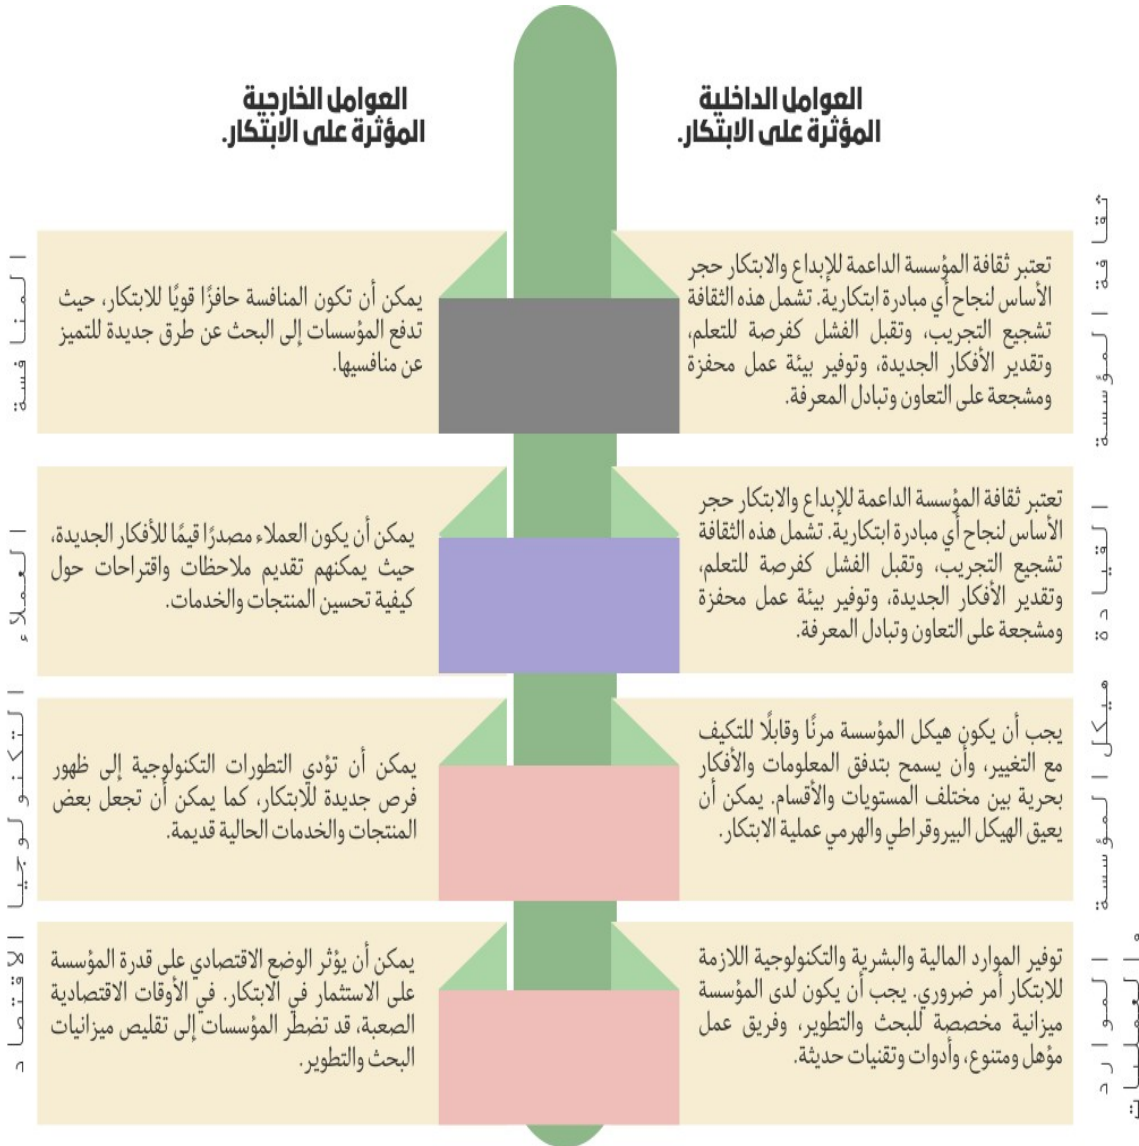 العوامل الداخلية
المؤثرة على الابتكار.
ثقافة المؤسسة
تعتبر ثقافة المؤسسة الداعمة للإبداع والابتكار حجر
الأساس لنجاح أي مبادرة ابتكارية. تشمل هذه الثقافة
تشجيع التجريب، وتقبل الفشل كفرصة للتعلم،
وتقدير الأفكار الجديدة، وتوفير بيئة عمل محفزة
ومشجعة على التعاون وتبادل المعرفة.
القيادة
تعتبر ثقافة المؤسسة الداعمة للإبداع والابتكار حجر
الأساس لنجاح أي مبادرة ابتكارية. تشمل هذه الثقافة
تشجيع التجريب، وتقبل الفشل كفرصة للتعلم،
وتقدير الأفكار الجديدة، وتوفير بيئة عمل محفزة
ومشجعة على التعاون وتبادل المعرفة.
هيكل المؤسسة
يجب أن يكون هيكل المؤسسة مرنًا وقابلًا للتكيف
مع التغيير، وأن يسمح بتدفق المعلومات والأفكار
بحرية بين مختلف المستويات والأقسام. يمكن أن
يعيق الهيكل البيروقراطي والهرمي عملية الابتكار.
الموارد
والعمليات
توفير الموارد المالية والبشرية والتكنولوجية اللازمة
للابتكار أمر ضروري. يجب أن يكون لدى المؤسسة
ميزانية مخصصة للبحث والتطوير، وفريق عمل
مؤهل ومتنوع، وأدوات وتقنيات حديثة.
العوامل الخارجية
المؤثرة على الابتكار.
المنافسة
يمكن أن تكون المنافسة حافزًا قويًا للابتكار، حيث
تدفع المؤسسات إلى البحث عن طرق جديدة للتميز
عن منافسيها.
العملاء
يمكن أن يكون العملاء مصدرًا قيمًا للأفكار الجديدة،
حيث يمكنهم تقديم ملاحظات واقتراحات حول
كيفية تحسين المنتجات والخدمات.
التكنولوجيا
يمكن أن تؤدي التطورات التكنولوجية إلى ظهور
فرص جديدة للابتكار، كما يمكن أن تجعل بعض
المنتجات والخدمات الحالية قديمة.
الاقتصاد
يمكن أن يؤثر الوضع الاقتصادي على قدرة المؤسسة
على الاستثمار في الابتكار. في الأوقات الاقتصادية
الصعبة، قد تضطر المؤسسات إلى تقليص ميزانيات
البحث والتطوير.